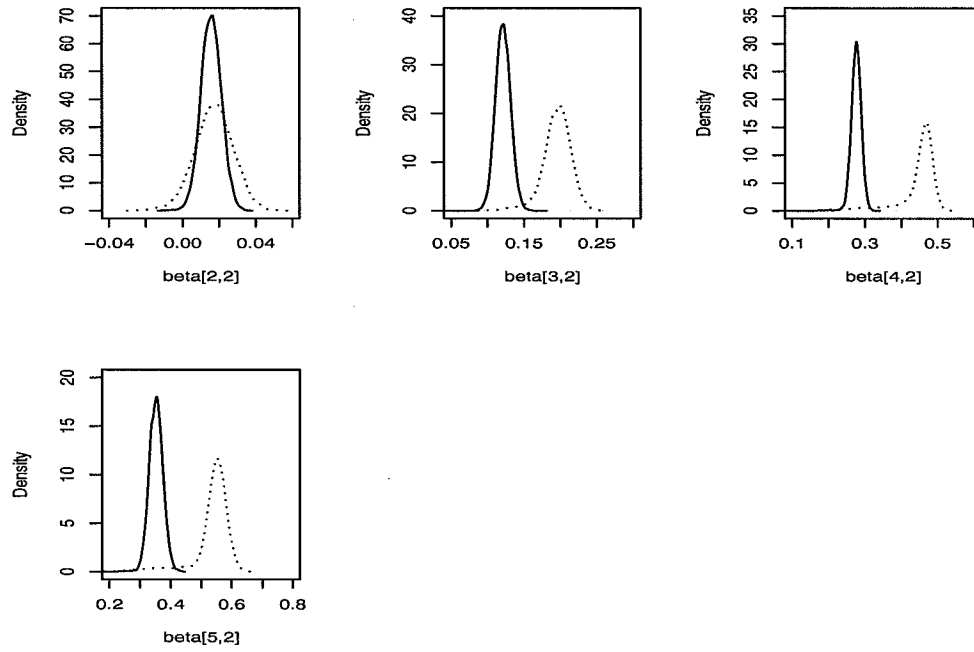 Density
0 10 20 30 40 50 60 70
−0.04 0.00 0.04
beta[2,2]
Density
0 10 20 30 40
0.05 0.15 0.25
beta[3,2]
Density
0 5 10 15 20 25 30 35
0.1 0.3 0.5
beta[4,2]
Density
0 5 10 15 20
0.2 0.4 0.6 0.8
beta[5,2]